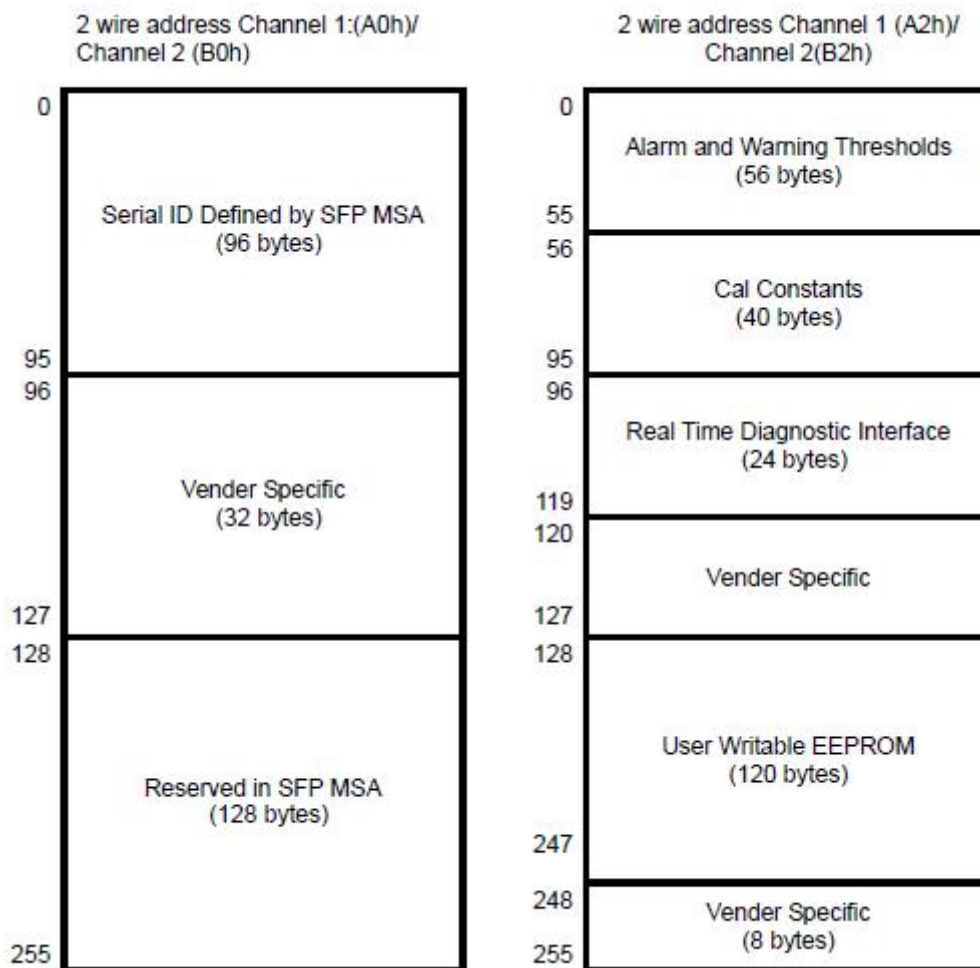 2 wire address Channel 1:(A0h)/
Channel 2 (B0h)
0
Serial ID Defined by SFP MSA
(96 bytes)
95
96
Vender Specific
(32 bytes)
127
128
Reserved in SFP MSA
(128 bytes)
255
2 wire address Channel 1 (A2h)/
Channel 2(B2h)
0
Alarm and Warning Thresholds
(56 bytes)
55
56
Cal Constants
(40 bytes)
95
96
Real Time Diagnostic Interface
(24 bytes)
119
120
Vender Specific
127
128
User Writable EEPROM
(120 bytes)
247
248
Vender Specific
(8 bytes)
255